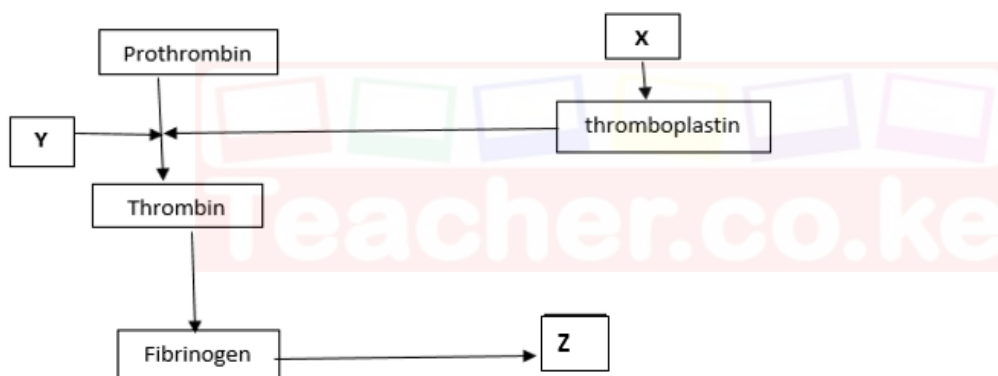 Prothrombin
X
thromboplastin
Y
Thrombin
Teacher.co.ke
Fibrinogen
Z